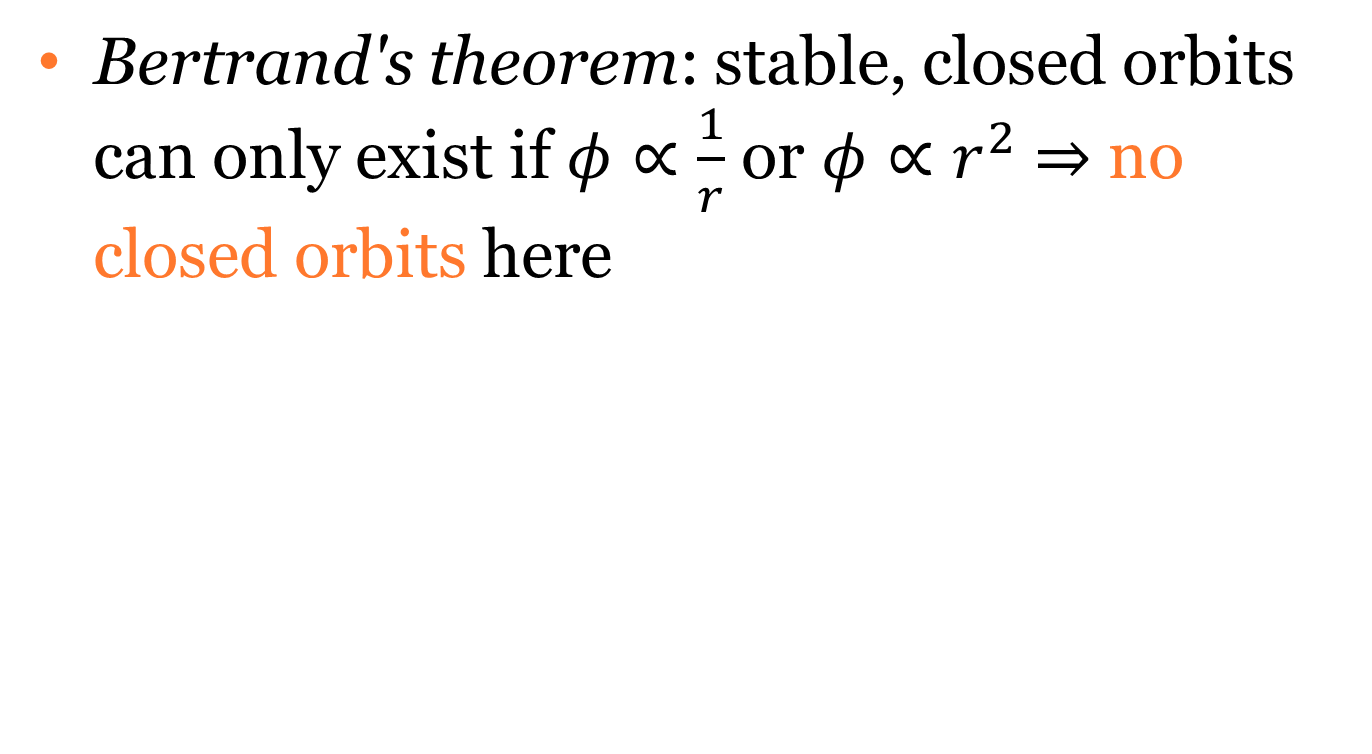 • Bertrand's theorem: stable, closed orbits
can only exist if ϕ ∝ 1/r or ϕ ∝ r² ⇒ no
closed orbits here